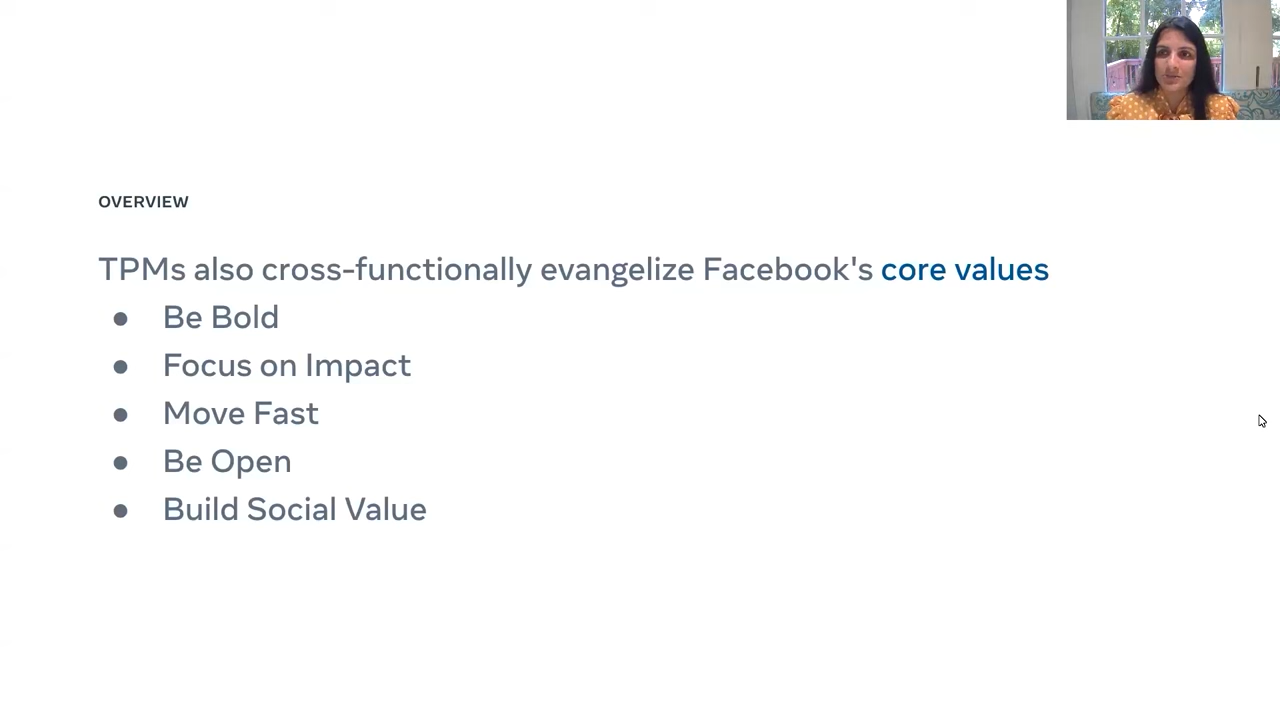 OVERVIEW
TPMs also cross-functionally evangelize Facebook's core values
● Be Bold
● Focus on Impact
● Move Fast
● Be Open
● Build Social Value